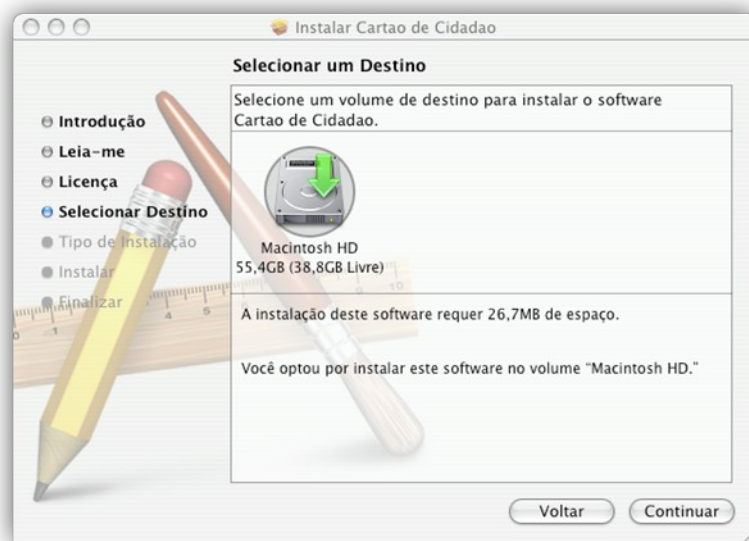 Instalar Cartao de Cidadao
Selecionar um Destino
Introdução
Leia-me
Licença
Selecionar Destino
Tipo de Instalação
Instalar
Finalizar
Selecione um volume de destino para instalar o software
Cartao de Cidadao.
Macintosh HD
55,4GB (38,8GB Livre)
A instalação deste software requer 26,7MB de espaço.
Você optou por instalar este software no volume “Macintosh HD.”
Voltar
Continuar